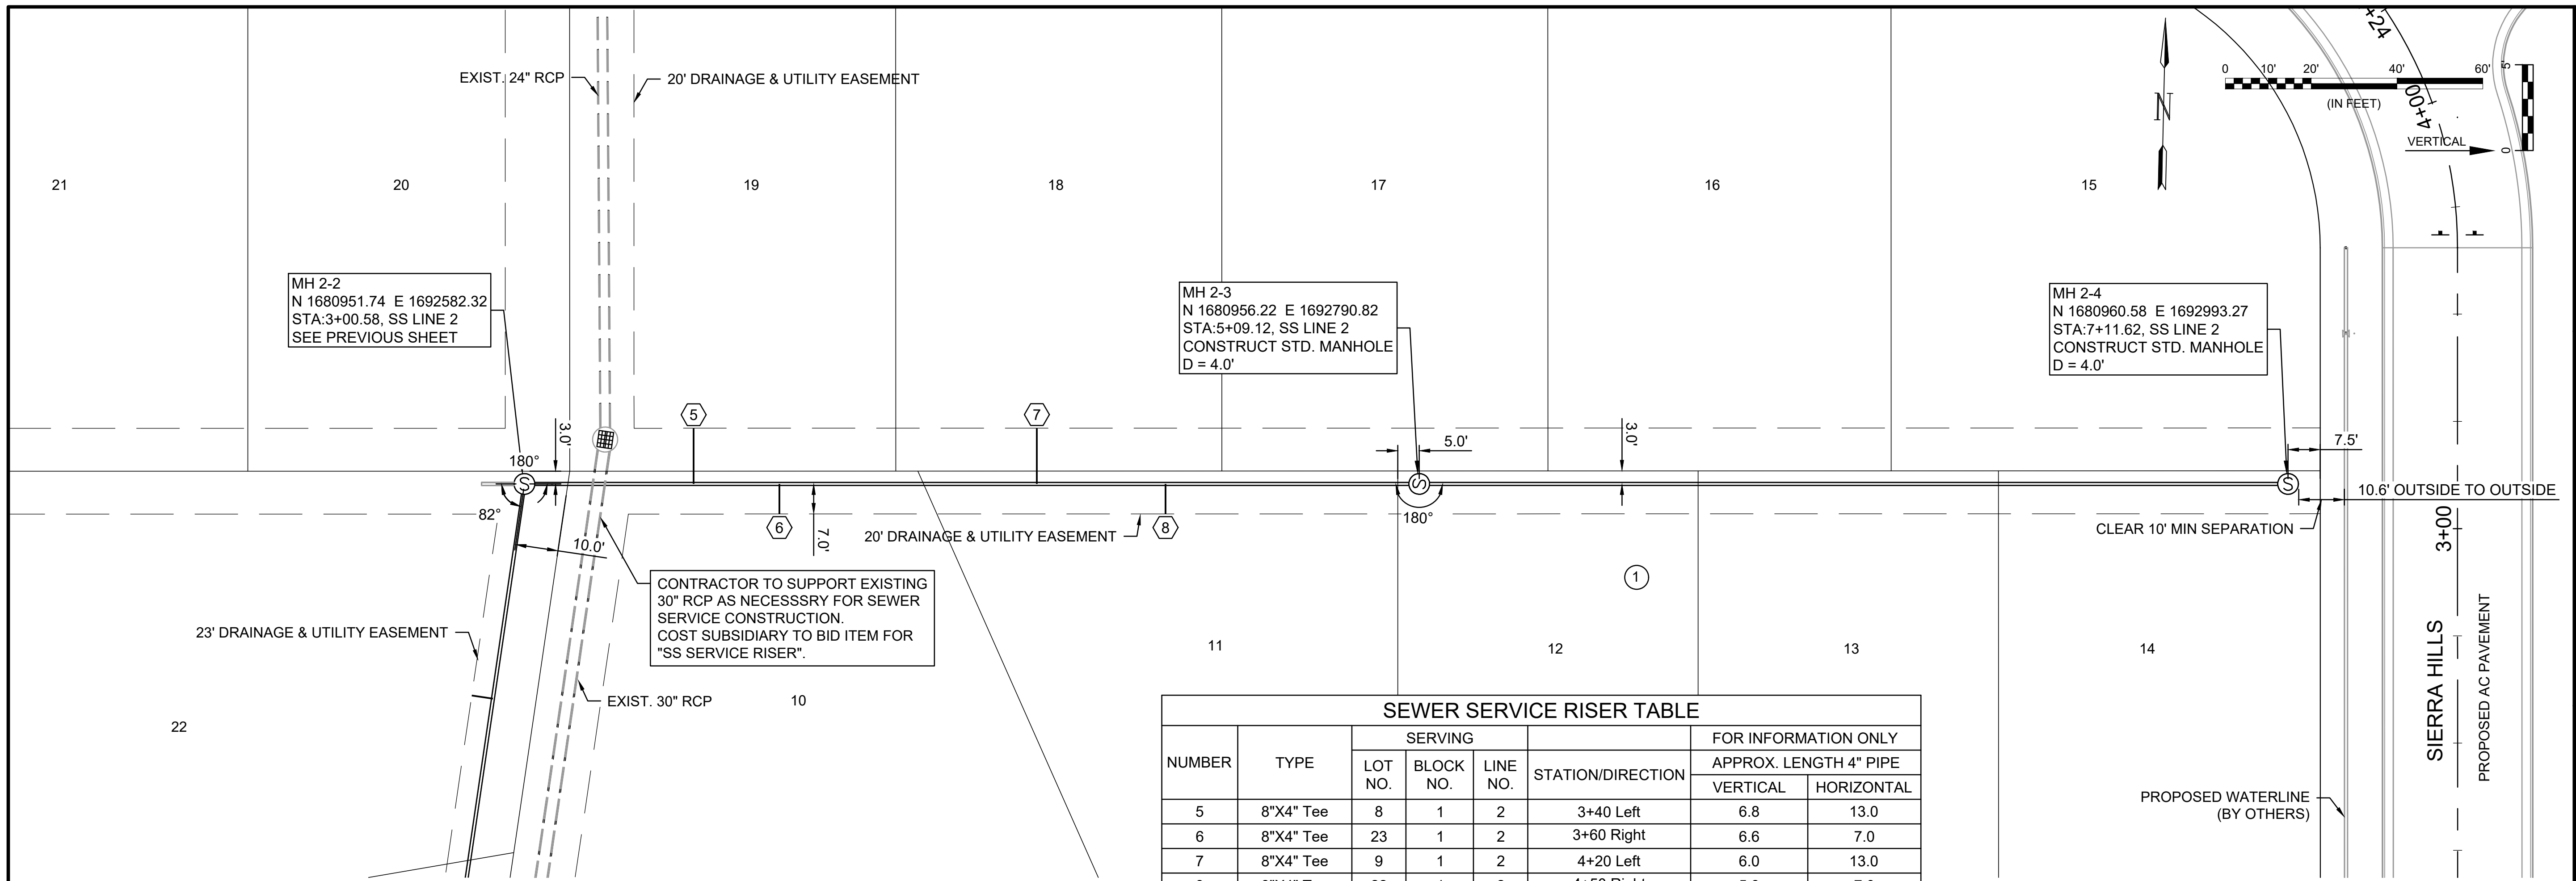 EXIST. 24" RCP
20' DRAINAGE & UTILITY EASEMENT
+24
4+00
0 10' 20' 40' 60'
(IN FEET)
5'
0
VERTICAL
N
21
20
19
18
17
16
15
MH 2-2
N 1680951.74 E 1692582.32
STA:3+00.58, SS LINE 2
SEE PREVIOUS SHEET
MH 2-3
N 1680956.22 E 1692790.82
STA:5+09.12, SS LINE 2
CONSTRUCT STD. MANHOLE
D = 4.0'
MH 2-4
N 1680960.58 E 1692993.27
STA:7+11.62, SS LINE 2
CONSTRUCT STD. MANHOLE
D = 4.0'
5
7
3.0'
5.0'
3.0'
7.5'
180°
S
S
S
82°
6
7.0'
8
180°
10.6' OUTSIDE TO OUTSIDE
20' DRAINAGE & UTILITY EASEMENT
CLEAR 10' MIN SEPARATION
10.0'
CONTRACTOR TO SUPPORT EXISTING
30" RCP AS NECESSSRY FOR SEWER
SERVICE CONSTRUCTION.
COST SUBSIDIARY TO BID ITEM FOR
"SS SERVICE RISER".
1
3+00
23' DRAINAGE & UTILITY EASEMENT
11
12
13
14
EXIST. 30" RCP
10
22
SIERRA HILLS
PROPOSED AC PAVEMENT
PROPOSED WATERLINE
(BY OTHERS)
SEWER SERVICE RISER TABLE
NUMBER TYPE SERVING STATION/DIRECTION FOR INFORMATION ONLY
LOT NO. BLOCK NO. LINE NO. APPROX. LENGTH 4" PIPE
VERTICAL HORIZONTAL
5 8"X4" Tee 8 1 2 3+40 Left 6.8 13.0
6 8"X4" Tee 23 1 2 3+60 Right 6.6 7.0
7 8"X4" Tee 9 1 2 4+20 Left 6.0 13.0